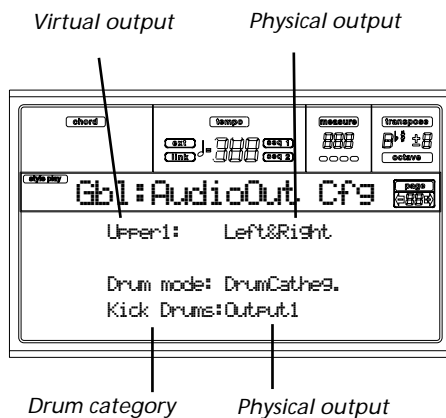 Virtual output Physical output
chord tempo measure transpose
ext seq 1
link seq 2
octave
style play Gbl:AudioOut Cfg page
Upper1: Left&Right
Drum mode: DrumCatheg.
Kick Drums:Output1
Drum category Physical output